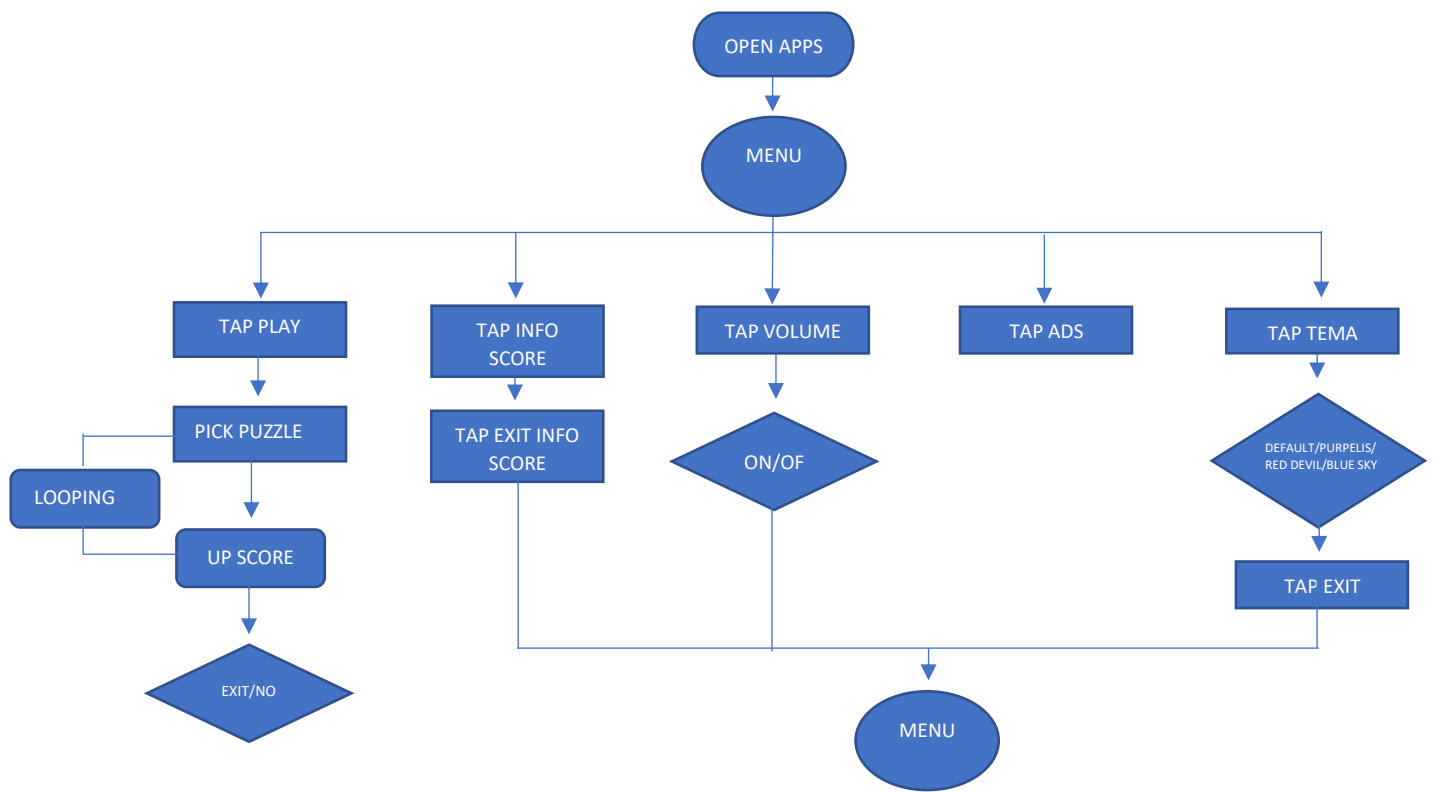 OPEN APPS
MENU
TAP PLAY
TAP INFO
SCORE
TAP VOLUME
TAP ADS
TAP TEMA
PICK PUZZLE
TAP EXIT INFO
SCORE
ON/OF
DEFAULT/PURPELIS/
RED DEVIL/BLUE SKY
LOOPING
UP SCORE
TAP EXIT
EXIT/NO
MENU